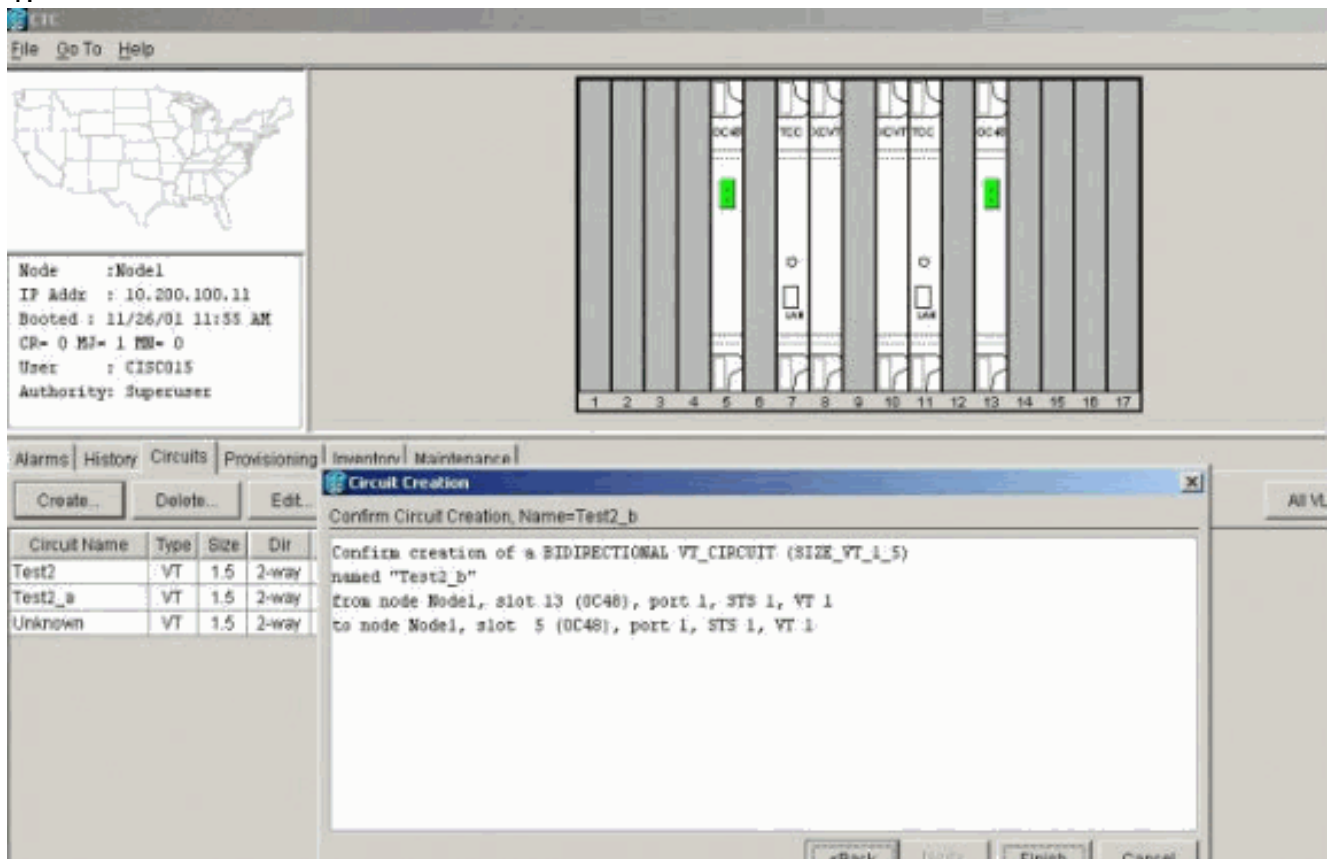 CTC
File Go To Help
OC48 TCC XCVT XCVT TCC OC48
LAN LAN
1 2 3 4 5 6 7 8 9 10 11 12 13 14 15 16 17
Node :Node1
IP Addr : 10.200.100.11
Booted : 11/26/01 11:55 AM
CR= 0 MJ= 1 MN= 0
User : CISCO15
Authority: Superuser
Alarms History Circuits Provisioning Inventory Maintenance
Create... Delete... Edit... All VL
Circuit Name Type Size Dir
Test2 VT 1.5 2-way
Test2_a VT 1.5 2-way
Unknown VT 1.5 2-way
Circuit Creation
Confirm Circuit Creation, Name=Test2_b
Confirm creation of a BIDIRECTIONAL VT_CIRCUIT (SIZE_VT_1_5)
named "Test2_b"
from node Node1, slot 13 (OC48), port 1, STS 1, VT 1
to node Node1, slot 5 (OC48), port 1, STS 1, VT 1
<Back Finish Cancel